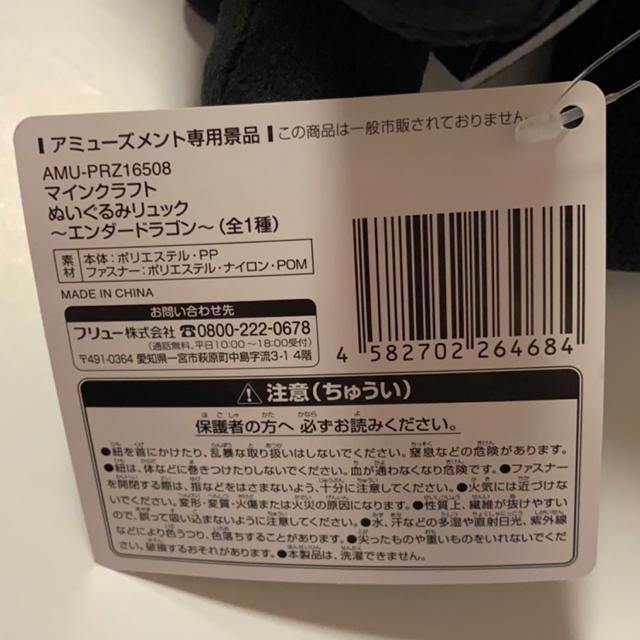 アミューズメント専用景品 この商品は一般市販されておりません
AMU-PRZ16508
マインクラフト
ぬいぐるみリュック
～エンダードラゴン～(全1種)
素材 本体:ポリエステル・PP
ファスナー:ポリエステル・ナイロン・POM
MADE IN CHINA
お問い合わせ先
フリュー株式会社 ☎0800-222-0678
(通話無料、平日10:00～18:00受付)
〒491-0364 愛知県一宮市萩原町中島字流3-1 4階
4 582702 264684
⚠注意(ちゅうい)
保護者の方へ 必ずお読みください。
●紐を首にかけたり、乱暴な取り扱いはしないでください。窒息などの危険があります。
●紐は、体などに巻きつけたりしないでください。血が通わなくなり危険です。●ファスナー
を開閉する際は、指などをはさまないよう、十分に注意してください。●火気には近づけな
いでください。変形・変質・火傷または火災の原因になります。●性質上、繊維が抜けやすい
ので、誤って吸い込まないように注意してください。●水、汗などの多湿や直射日光、紫外線
などにより色うつり、色落ちすることがあります。●尖ったものや重いものをいれないでくだ
さい。破損するおそれがあります。●本製品は、洗濯できません。